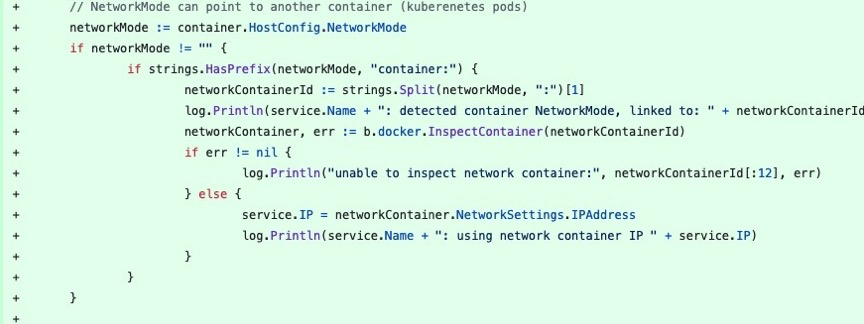 + // NetworkMode can point to another container (kuberenetes pods)
+ networkMode := container.HostConfig.NetworkMode
+ if networkMode != "" {
+ if strings.HasPrefix(networkMode, "container:") {
+ networkContainerId := strings.Split(networkMode, ":")[1]
+ log.Println(service.Name + ": detected container NetworkMode, linked to: " + networkContainerId
+ networkContainer, err := b.docker.InspectContainer(networkContainerId)
+ if err != nil {
+ log.Println("unable to inspect network container:", networkContainerId[:12], err)
+ } else {
+ service.IP = networkContainer.NetworkSettings.IPAddress
+ log.Println(service.Name + ": using network container IP " + service.IP)
+ }
+ }
+ }
+